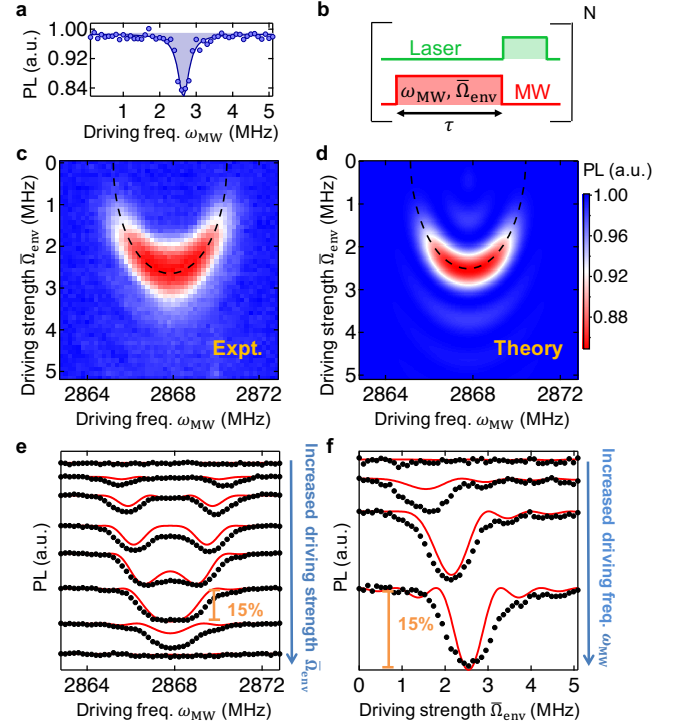 a
PL (a.u.)
1.00
0.92
0.84
1 2 3 4 5
Driving freq. ω_MW (MHz)
b
N
Laser
ω_MW, Ω̅_env
MW
τ
c
Driving strength Ω̅_env (MHz)
0
1
2
3
4
5
Expt.
2864 2868 2872
Driving freq. ω_MW (MHz)
d
Driving strength Ω̅_env (MHz)
0
1
2
3
4
5
Theory
2864 2868 2872
Driving freq. ω_MW (MHz)
PL (a.u.)
1.00
0.96
0.92
0.88
e
PL (a.u.)
15%
Increased driving strength Ω̅_env
2864 2868 2872
Driving freq. ω_MW (MHz)
f
PL (a.u.)
15%
Increased driving freq. ω_MW
0 1 2 3 4 5
Driving strength Ω̅_env (MHz)